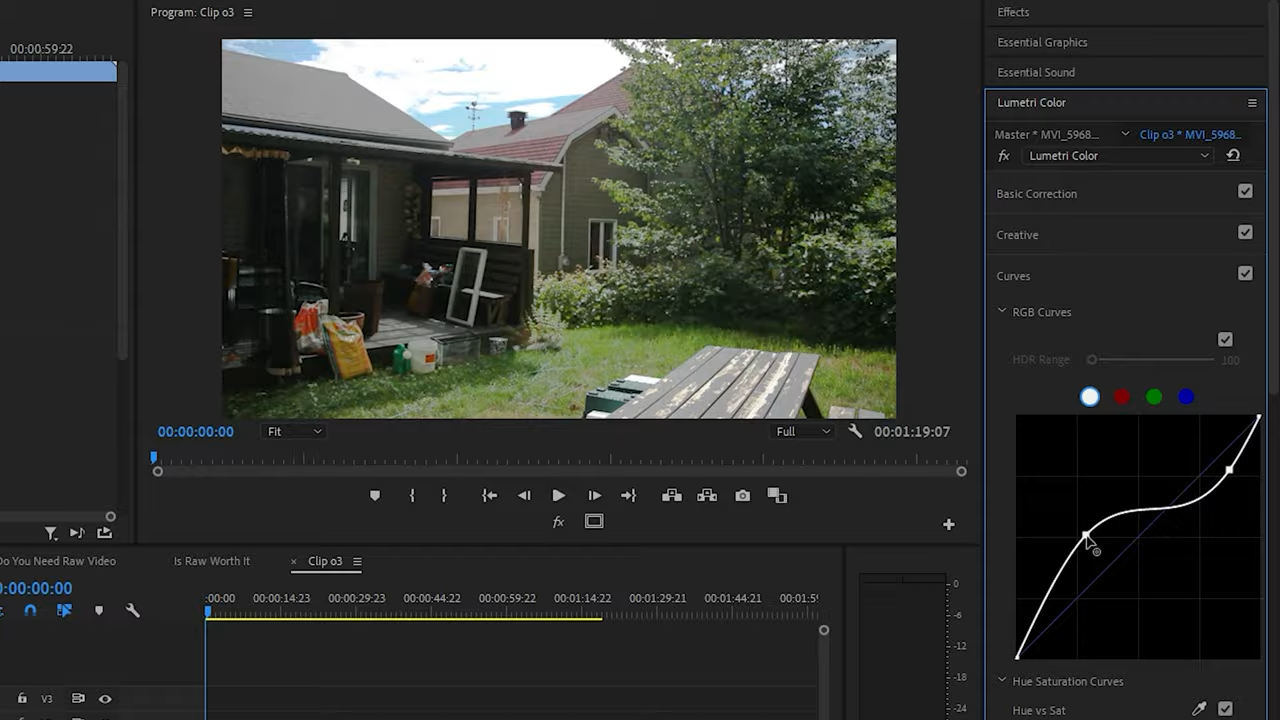 Program: Clip o3
Effects
00:00:59:22
Essential Graphics
Essential Sound
Lumetri Color
Master * MVI_5968...
Clip o3 * MVI_5968...
fx
Lumetri Color
Basic Correction
Creative
Curves
RGB Curves
HDR Range
100
00:00:00:00
Fit
Full
00:01:19:07
fx
Do You Need Raw Video
Is Raw Worth It
× Clip o3
0:00:00:00
:00:00
00:00:14:23
00:00:29:23
00:00:44:22
00:00:59:22
00:01:14:22
00:01:29:21
00:01:44:21
00:01:59
0
-6
-12
-18
-24
Hue Saturation Curves
V3
Hue vs Sat